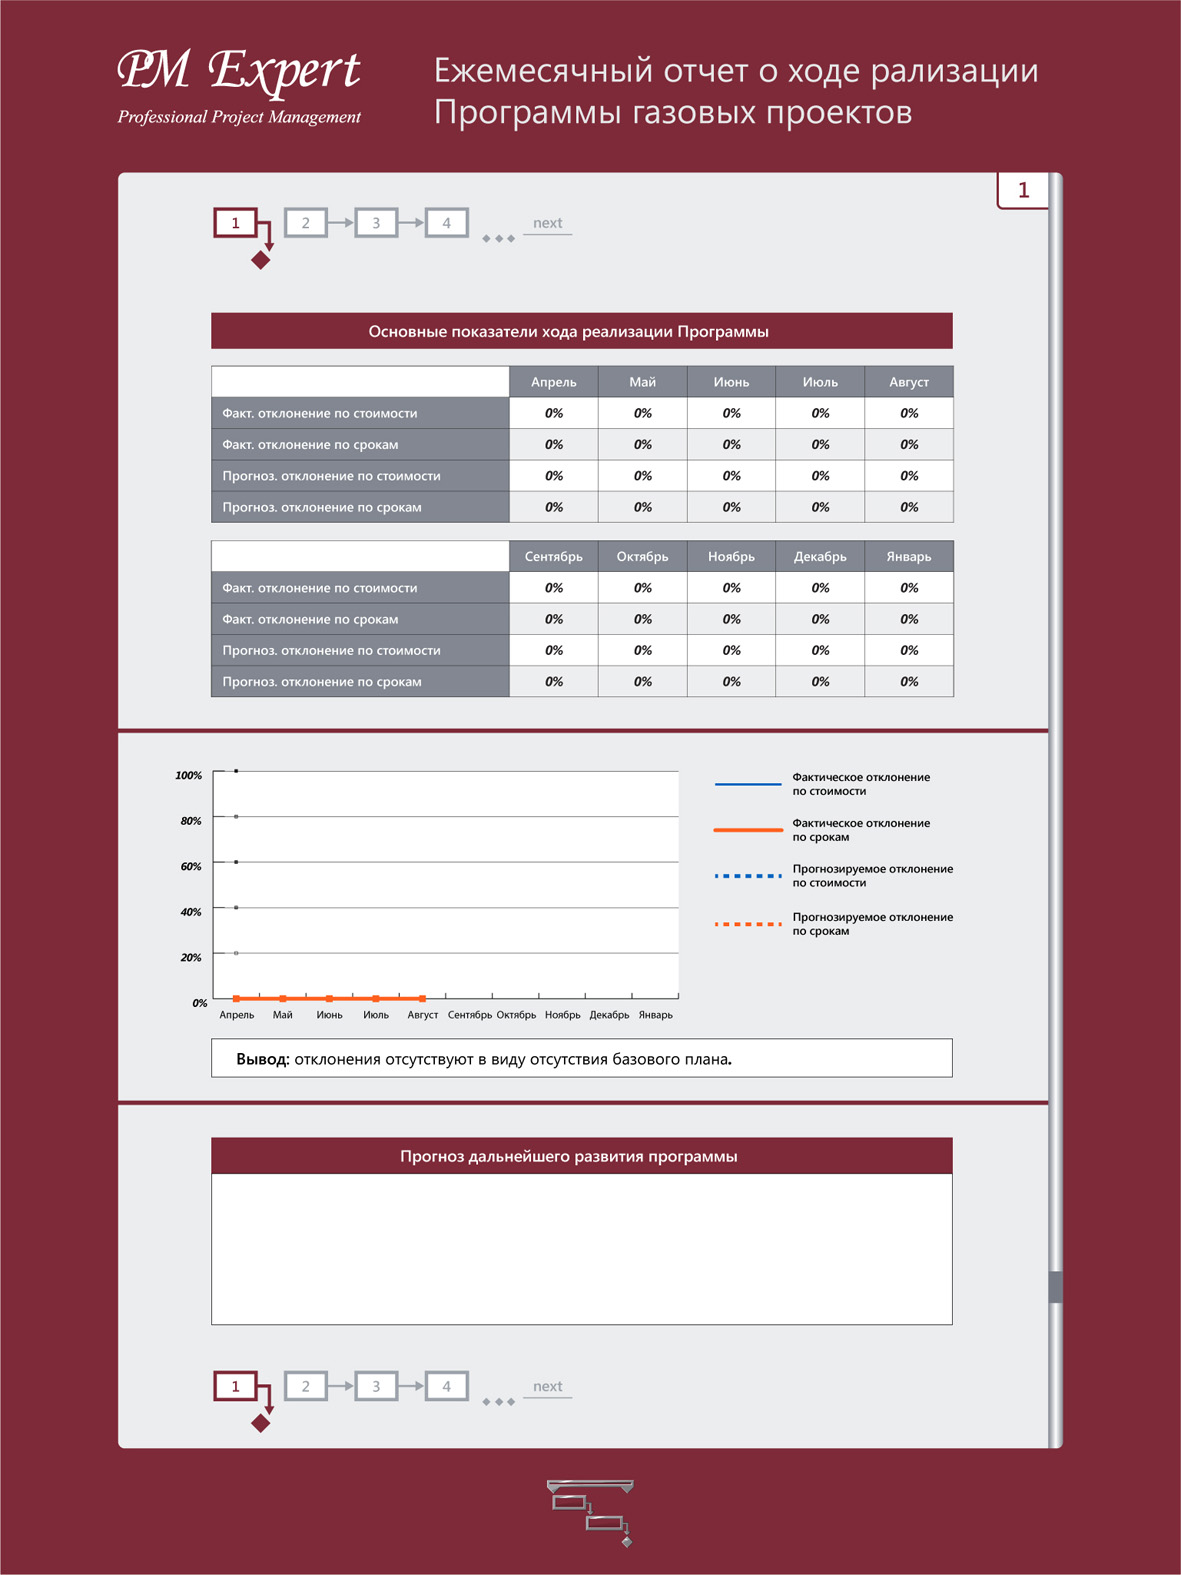 PM Expert
Professional Project Management
Ежемесячный отчет о ходе рализации
Программы газовых проектов
1
1 2 3 4 next
Основные показатели хода реализации Программы
Апрель Май Июнь Июль Август
Факт. отклонение по стоимости 0% 0% 0% 0% 0%
Факт. отклонение по срокам 0% 0% 0% 0% 0%
Прогноз. отклонение по стоимости 0% 0% 0% 0% 0%
Прогноз. отклонение по срокам 0% 0% 0% 0% 0%
Сентябрь Октябрь Ноябрь Декабрь Январь
Факт. отклонение по стоимости 0% 0% 0% 0% 0%
Факт. отклонение по срокам 0% 0% 0% 0% 0%
Прогноз. отклонение по стоимости 0% 0% 0% 0% 0%
Прогноз. отклонение по срокам 0% 0% 0% 0% 0%
100%
80%
60%
40%
20%
0%
Апрель Май Июнь Июль Август Сентябрь Октябрь Ноябрь Декабрь Январь
Фактическое отклонение
по стоимости
Фактическое отклонение
по срокам
Прогнозируемое отклонение
по стоимости
Прогнозируемое отклонение
по срокам
Вывод: отклонения отсутствуют в виду отсутствия базового плана.
Прогноз дальнейшего развития программы
1 2 3 4 next